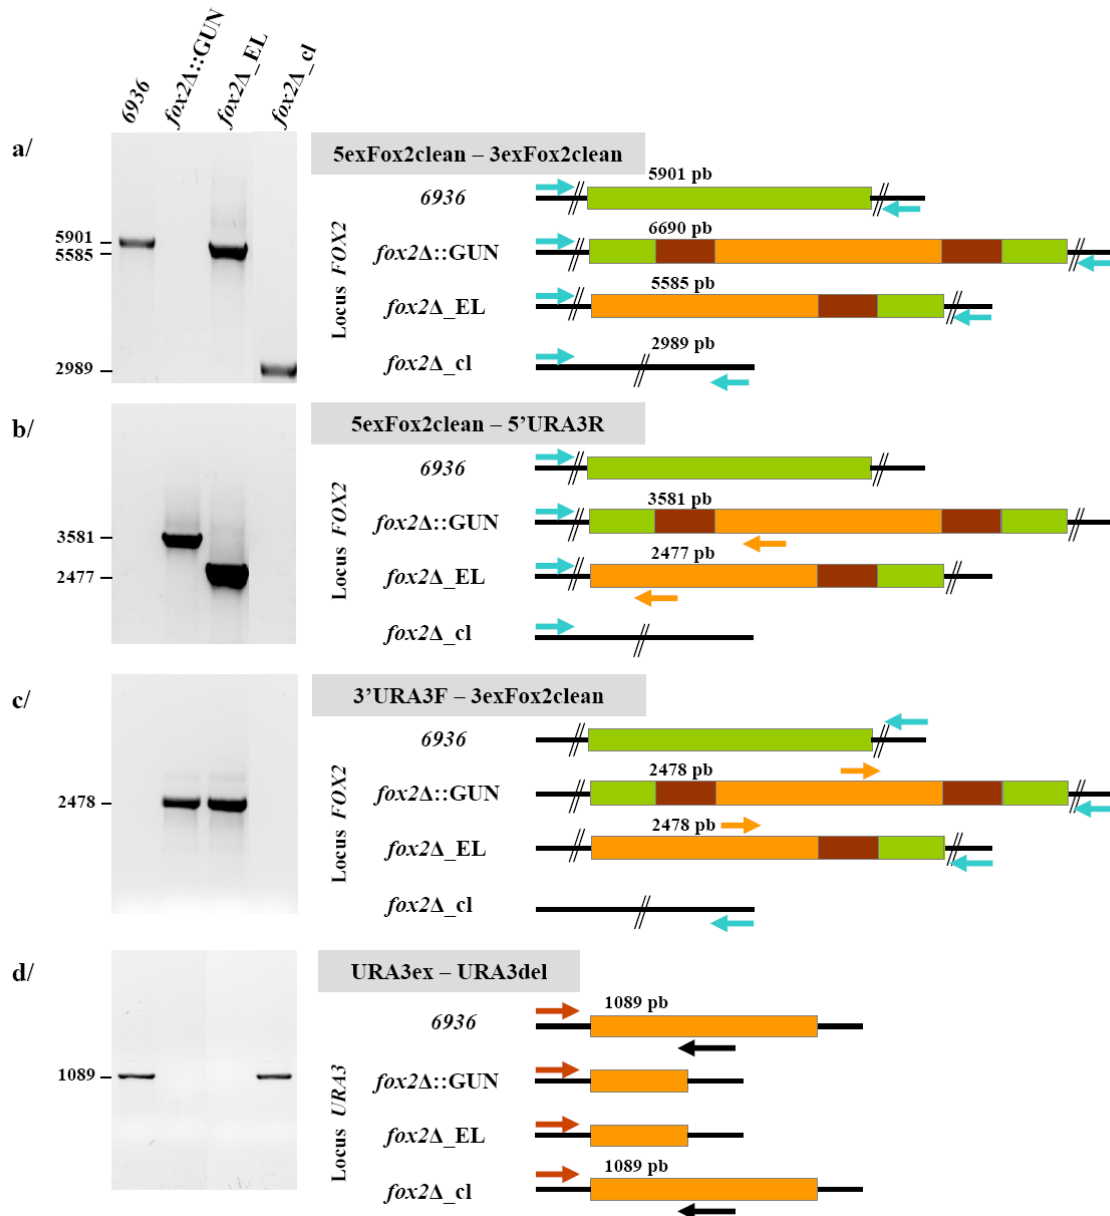 6936 fox2Δ::GUN fox2Δ_EL fox2Δ_cl
a/
5exFox2clean – 3exFox2clean
5901
5585
2989
Locus FOX2
6936
5901 pb
fox2Δ::GUN
6690 pb
fox2Δ_EL
5585 pb
fox2Δ_cl
2989 pb
b/
5exFox2clean – 5’URA3R
3581
2477
Locus FOX2
6936
fox2Δ::GUN
3581 pb
fox2Δ_EL
2477 pb
fox2Δ_cl
c/
3’URA3F – 3exFox2clean
2478
Locus FOX2
6936
fox2Δ::GUN
2478 pb
fox2Δ_EL
2478 pb
fox2Δ_cl
d/
URA3ex – URA3del
1089
Locus URA3
6936
1089 pb
fox2Δ::GUN
fox2Δ_EL
fox2Δ_cl
1089 pb